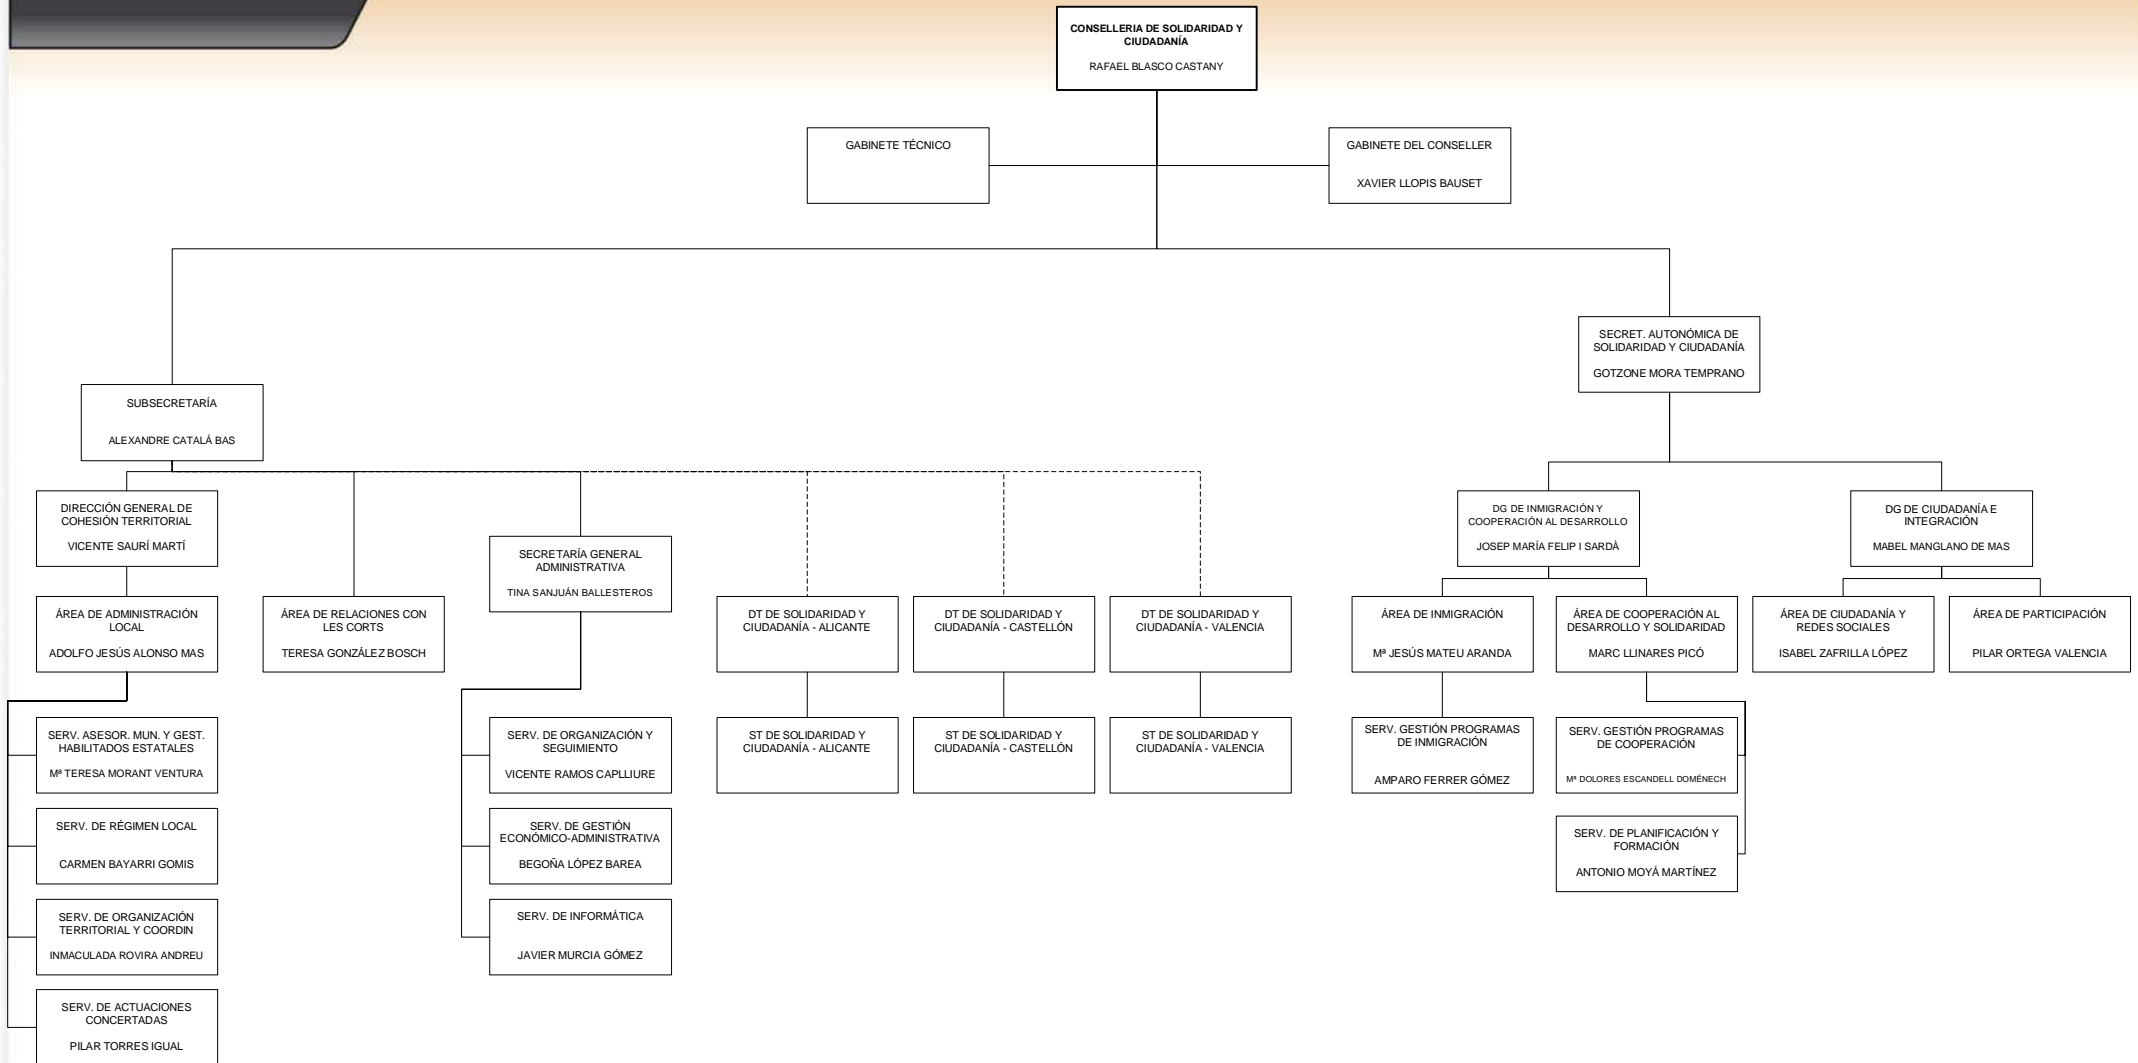 CONSELLERIA DE SOLIDARIDAD Y
CIUDADANÍA
RAFAEL BLASCO CASTANY
GABINETE TÉCNICO
GABINETE DEL CONSELLER
XAVIER LLOPIS BAUSET
SECRET. AUTONÓMICA DE
SOLIDARIDAD Y CIUDADANÍA
GOTZONE MORA TEMPRANO
SUBSECRETARÍA
ALEXANDRE CATALÁ BAS
DIRECCIÓN GENERAL DE
COHESIÓN TERRITORIAL
VICENTE SAURÍ MARTÍ
SECRETARÍA GENERAL
ADMINISTRATIVA
TINA SANJUÁN BALLESTEROS
DG DE INMIGRACIÓN Y
COOPERACIÓN AL DESARROLLO
JOSEP MARÍA FELIP I SARDÀ
DG DE CIUDADANÍA E
INTEGRACIÓN
MABEL MANGLANO DE MAS
ÁREA DE ADMINISTRACIÓN
LOCAL
ADOLFO JESÚS ALONSO MAS
ÁREA DE RELACIONES CON
LES CORTS
TERESA GONZÁLEZ BOSCH
DT DE SOLIDARIDAD Y
CIUDADANÍA - ALICANTE
DT DE SOLIDARIDAD Y
CIUDADANÍA - CASTELLÓN
DT DE SOLIDARIDAD Y
CIUDADANÍA - VALENCIA
ÁREA DE INMIGRACIÓN
Mª JESÚS MATEU ARANDA
ÁREA DE COOPERACIÓN AL
DESARROLLO Y SOLIDARIDAD
MARC LLINARES PICÓ
ÁREA DE CIUDADANÍA Y
REDES SOCIALES
ISABEL ZAFRILLA LÓPEZ
ÁREA DE PARTICIPACIÓN
PILAR ORTEGA VALENCIA
SERV. ASESOR. MUN. Y GEST.
HABILITADOS ESTATALES
Mª TERESA MORANT VENTURA
SERV. DE ORGANIZACIÓN Y
SEGUIMIENTO
VICENTE RAMOS CAPLLIURE
ST DE SOLIDARIDAD Y
CIUDADANÍA - ALICANTE
ST DE SOLIDARIDAD Y
CIUDADANÍA - CASTELLÓN
ST DE SOLIDARIDAD Y
CIUDADANÍA - VALENCIA
SERV. GESTIÓN PROGRAMAS
DE INMIGRACIÓN
AMPARO FERRER GÓMEZ
SERV. GESTIÓN PROGRAMAS
DE COOPERACIÓN
Mª DOLORES ESCANDELL DOMÉNECH
SERV. DE RÉGIMEN LOCAL
CARMEN BAYARRI GOMIS
SERV. DE GESTIÓN
ECONÓMICO-ADMINISTRATIVA
BEGOÑA LÓPEZ BAREA
SERV. DE PLANIFICACIÓN Y
FORMACIÓN
ANTONIO MOYÁ MARTÍNEZ
SERV. DE ORGANIZACIÓN
TERRITORIAL Y COORDIN
INMACULADA ROVIRA ANDREU
SERV. DE INFORMÁTICA
JAVIER MURCIA GÓMEZ
SERV. DE ACTUACIONES
CONCERTADAS
PILAR TORRES IGUAL